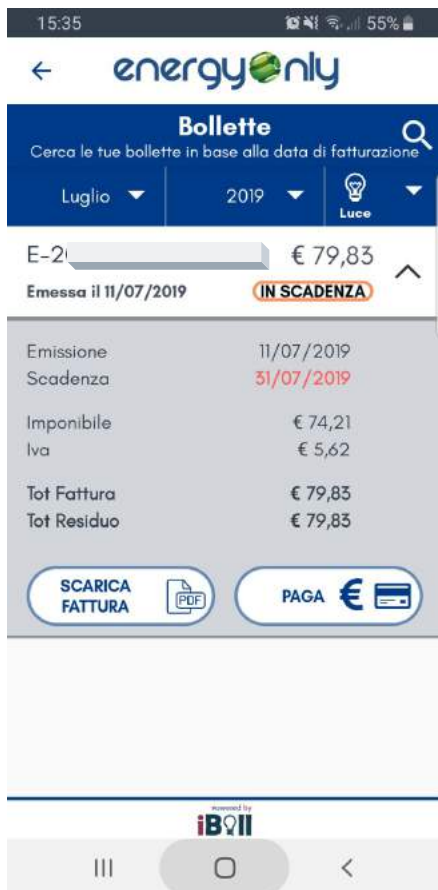 15:35 55%
energyOnly
Bollette
Cerca le tue bollette in base alla data di fatturazione
Luglio 2019 Luce
E-2 € 79,83
Emessa il 11/07/2019 IN SCADENZA
Emissione 11/07/2019
Scadenza 31/07/2019
Imponibile € 74,21
Iva € 5,62
Tot Fattura € 79,83
Tot Residuo € 79,83
SCARICA
FATTURA PDF PAGA €
powered by
iBill